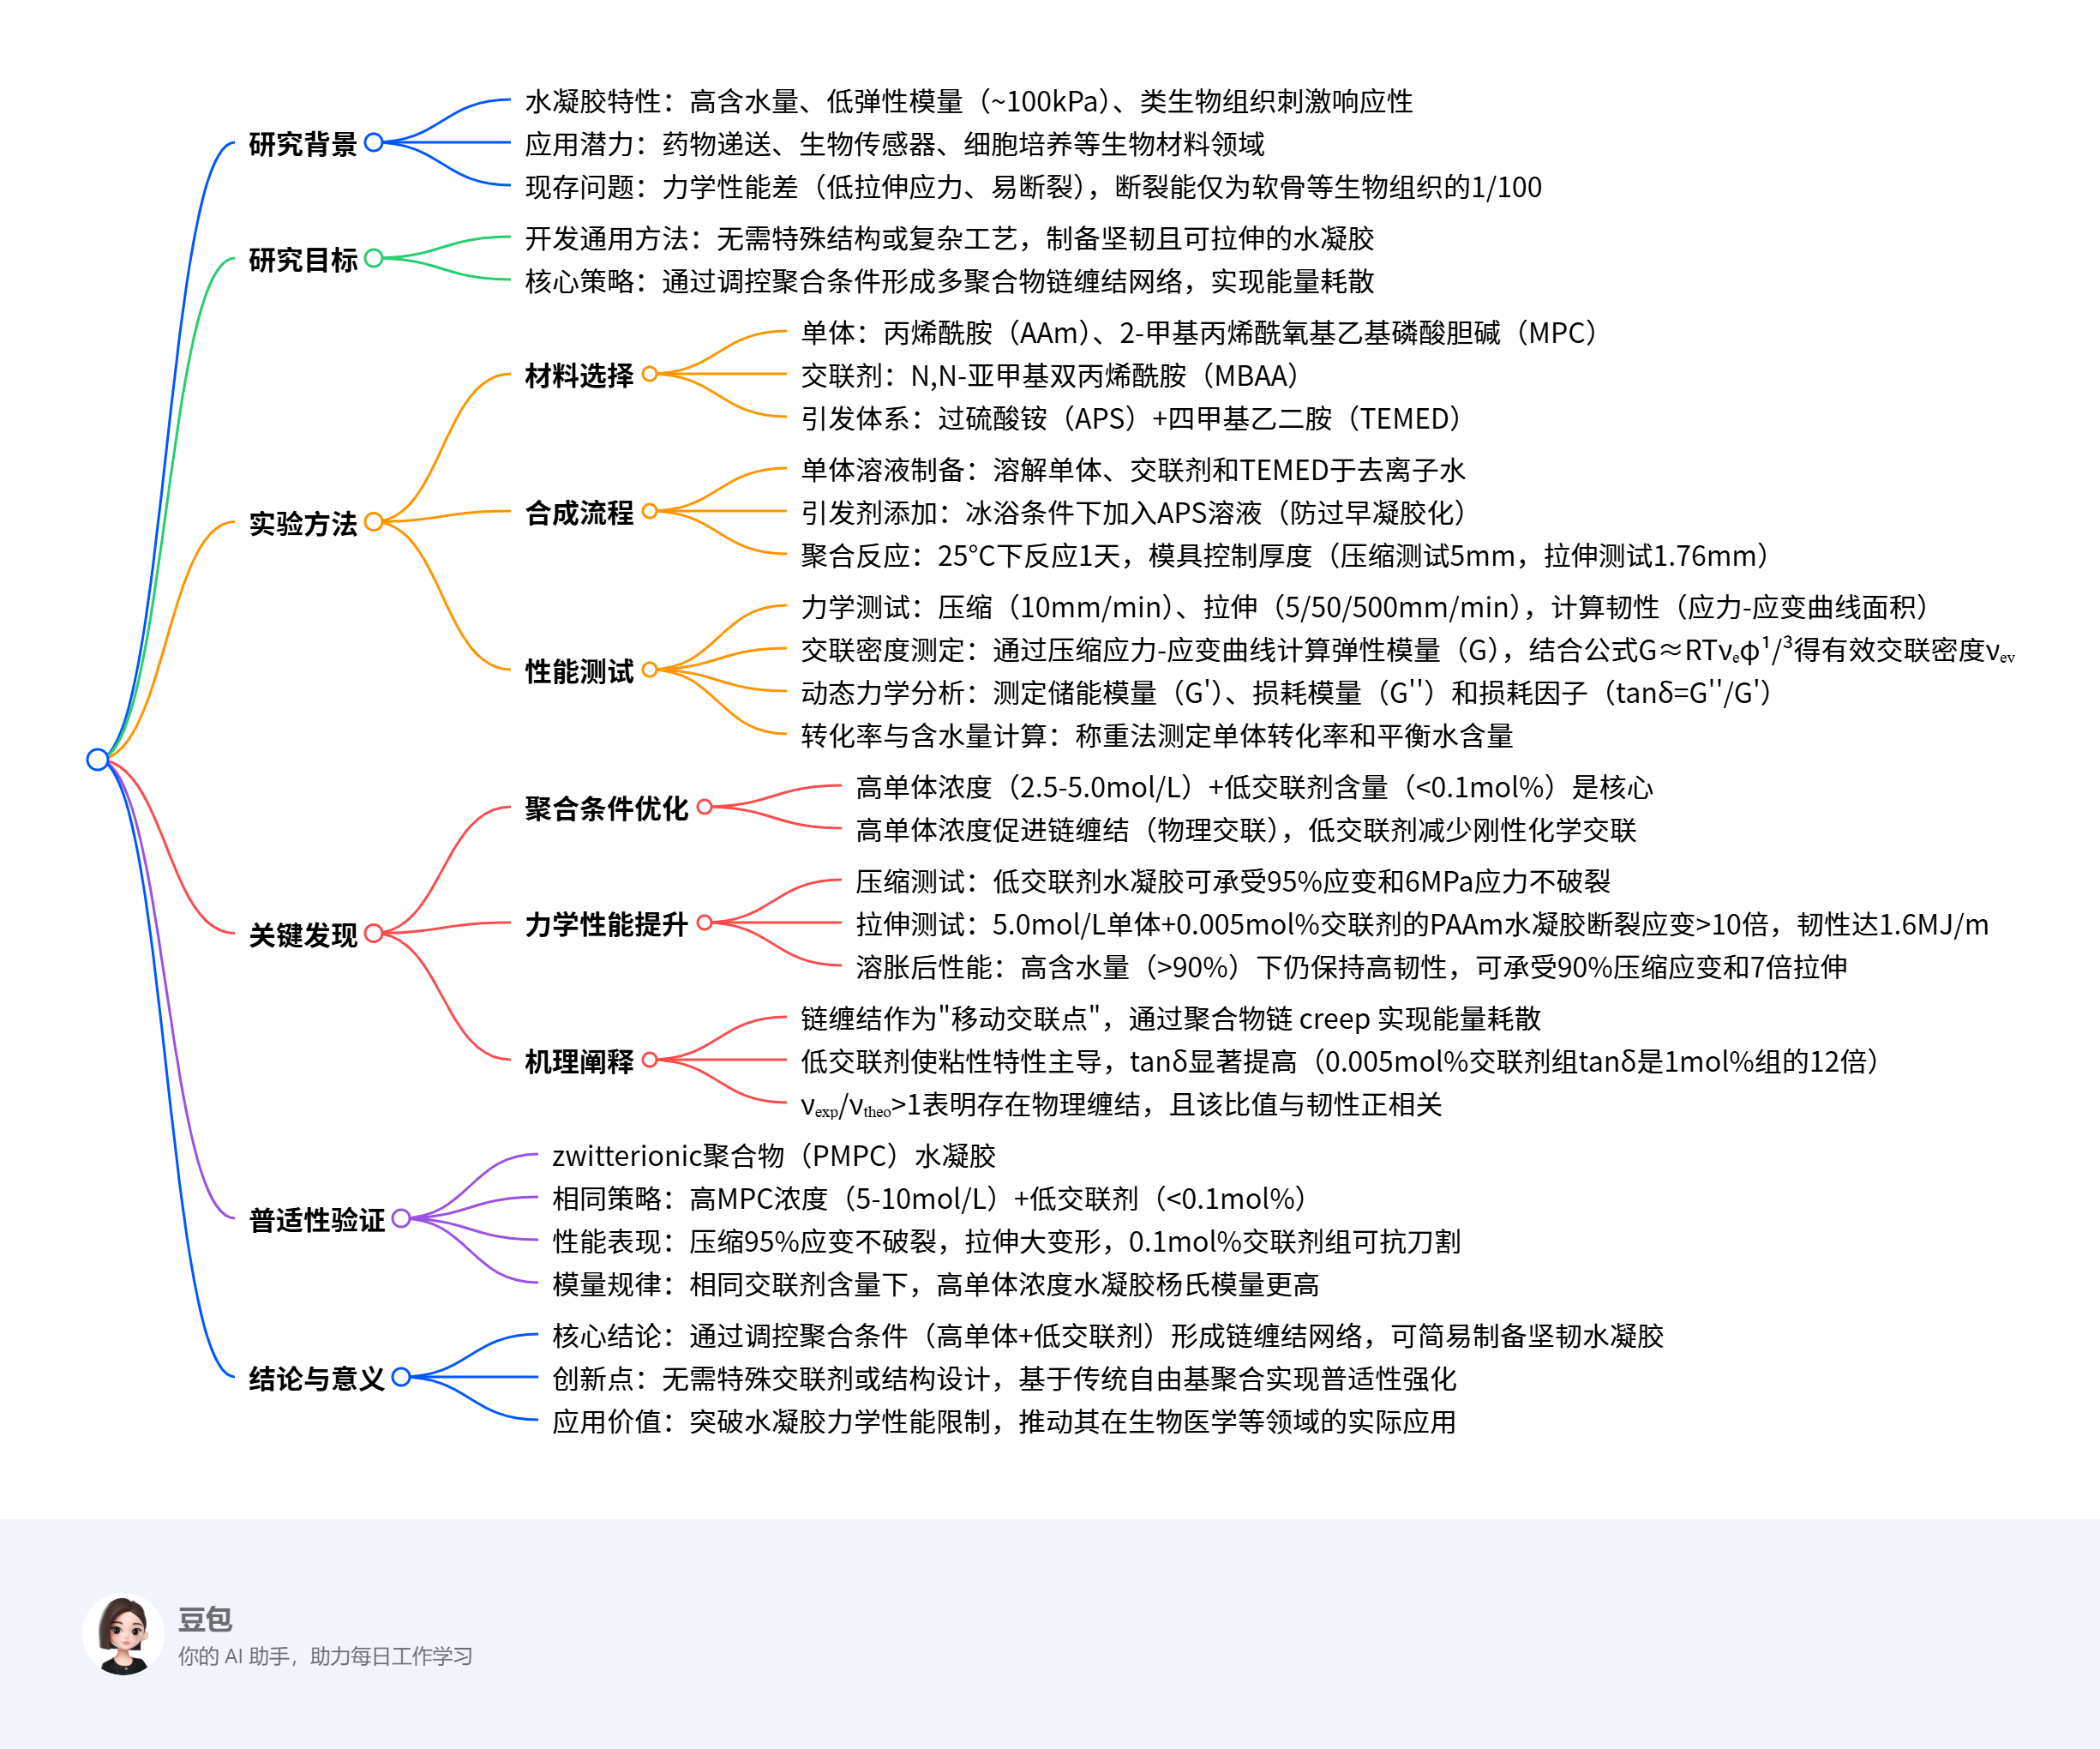 研究背景
水凝胶特性：高含水量、低弹性模量（~100kPa）、类生物组织刺激响应性
应用潜力：药物递送、生物传感器、细胞培养等生物材料领域
现存问题：力学性能差（低拉伸应力、易断裂），断裂能仅为软骨等生物组织的1/100
研究目标
开发通用方法：无需特殊结构或复杂工艺，制备坚韧且可拉伸的水凝胶
核心策略：通过调控聚合条件形成多聚合物链缠结网络，实现能量耗散
实验方法
材料选择
单体：丙烯酰胺（AAm）、2-甲基丙烯酰氧基乙基磷酸胆碱（MPC）
交联剂：N,N-亚甲基双丙烯酰胺（MBAA）
引发体系：过硫酸铵（APS）+四甲基乙二胺（TEMED）
合成流程
单体溶液制备：溶解单体、交联剂和TEMED于去离子水
引发剂添加：冰浴条件下加入APS溶液（防过早凝胶化）
聚合反应：25℃下反应1天，模具控制厚度（压缩测试5mm，拉伸测试1.76mm）
性能测试
力学测试：压缩（10mm/min）、拉伸（5/50/500mm/min），计算韧性（应力-应变曲线面积）
交联密度测定：通过压缩应力-应变曲线计算弹性模量（G），结合公式G≈RTνₑφ¹/³得有效交联密度νₑᵥ
动态力学分析：测定储能模量（G'）、损耗模量（G''）和损耗因子（tanδ=G''/G'）
转化率与含水量计算：称重法测定单体转化率和平衡水含量
关键发现
聚合条件优化
高单体浓度（2.5-5.0mol/L）+低交联剂含量（<0.1mol%）是核心
高单体浓度促进链缠结（物理交联），低交联剂减少刚性化学交联
力学性能提升
压缩测试：低交联剂水凝胶可承受95%应变和6MPa应力不破裂
拉伸测试：5.0mol/L单体+0.005mol%交联剂的PAAm水凝胶断裂应变>10倍，韧性达1.6MJ/m
溶胀后性能：高含水量（>90%）下仍保持高韧性，可承受90%压缩应变和7倍拉伸
机理阐释
链缠结作为"移动交联点"，通过聚合物链 creep 实现能量耗散
低交联剂使粘性特性主导，tanδ显著提高（0.005mol%交联剂组tanδ是1mol%组的12倍）
νₑₓₚ/νₜₕₑₒ>1表明存在物理缠结，且该比值与韧性正相关
普适性验证
zwitterionic聚合物（PMPC）水凝胶
相同策略：高MPC浓度（5-10mol/L）+低交联剂（<0.1mol%）
性能表现：压缩95%应变不破裂，拉伸大变形，0.1mol%交联剂组可抗刀割
模量规律：相同交联剂含量下，高单体浓度水凝胶杨氏模量更高
结论与意义
核心结论：通过调控聚合条件（高单体+低交联剂）形成链缠结网络，可简易制备坚韧水凝胶
创新点：无需特殊交联剂或结构设计，基于传统自由基聚合实现普适性强化
应用价值：突破水凝胶力学性能限制，推动其在生物医学等领域的实际应用
豆包
你的 AI 助手，助力每日工作学习